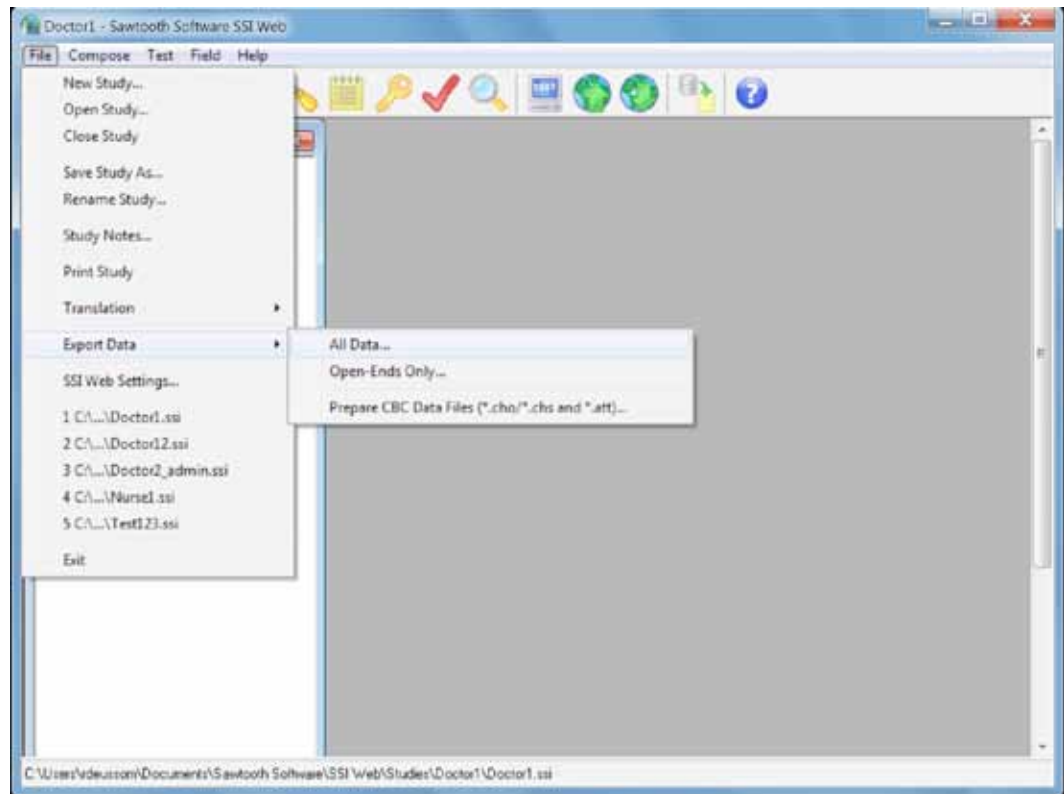 Doctor1 - Sawtooth Software SSI Web
File Compose Test Field Help
New Study...
Open Study...
Close Study
Save Study As...
Rename Study...
Study Notes...
Print Study
Translation
Export Data
All Data...
Open-Ends Only...
Prepare CBC Data Files (*.cho/*.chs and *.att)...
SSI Web Settings...
1 C:\...\Doctor1.ssi
2 C:\...\Doctor12.ssi
3 C:\...\Doctor2_admin.ssi
4 C:\...\Nurse1.ssi
5 C:\...\Test123.ssi
Exit
C:\Users\rdeussom\Documents\Sawtooth Software\SSI Web\Studies\Doctor1\Doctor1.ssi